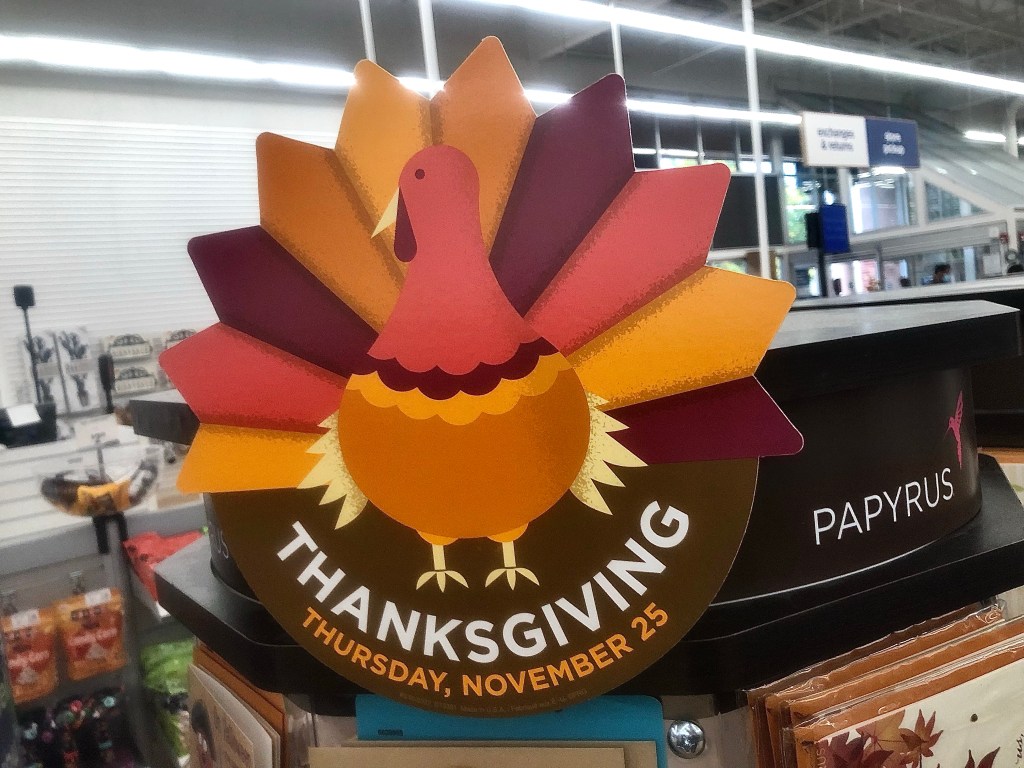 exchanges
& returns
store
pickup
PAPYRUS
THANKSGIVING
THURSDAY, NOVEMBER 25